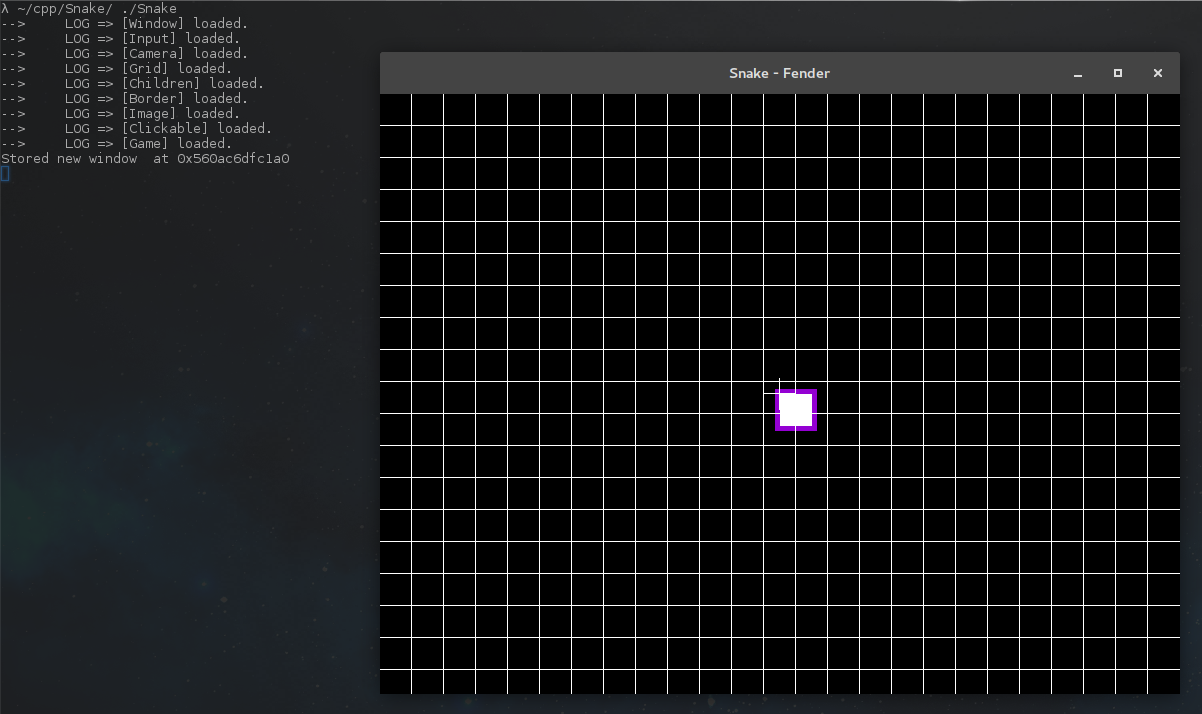 λ ~/cpp/Snake/ ./Snake
-->     LOG => [Window] loaded.
-->     LOG => [Input] loaded.
-->     LOG => [Camera] loaded.
-->     LOG => [Grid] loaded.
-->     LOG => [Children] loaded.
-->     LOG => [Border] loaded.
-->     LOG => [Image] loaded.
-->     LOG => [Clickable] loaded.
-->     LOG => [Game] loaded.
Stored new window  at 0x560ac6dfc1a0
Snake - Fender